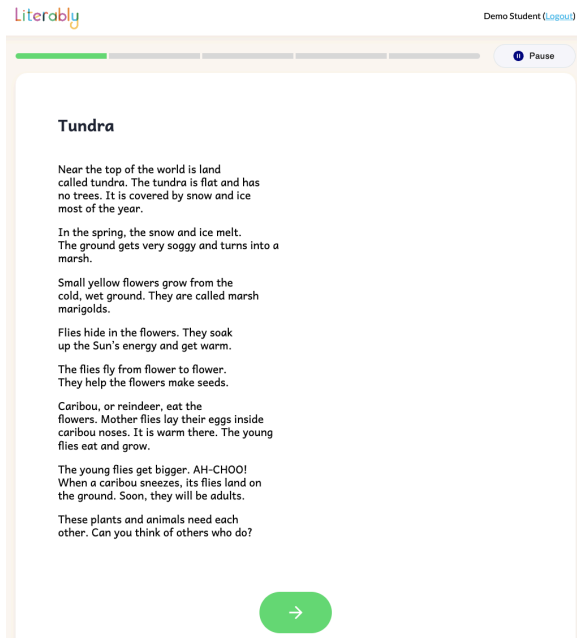 Literably
Demo Student (Logout)
Pause
Tundra
Near the top of the world is land
called tundra. The tundra is flat and has
no trees. It is covered by snow and ice
most of the year.
In the spring, the snow and ice melt.
The ground gets very soggy and turns into a
marsh.
Small yellow flowers grow from the
cold, wet ground. They are called marsh
marigolds.
Flies hide in the flowers. They soak
up the Sun's energy and get warm.
The flies fly from flower to flower.
They help the flowers make seeds.
Caribou, or reindeer, eat the
flowers. Mother flies lay their eggs inside
caribou noses. It is warm there. The young
flies eat and grow.
The young flies get bigger. AH-CHOO!
When a caribou sneezes, its flies land on
the ground. Soon, they will be adults.
These plants and animals need each
other. Can you think of others who do?